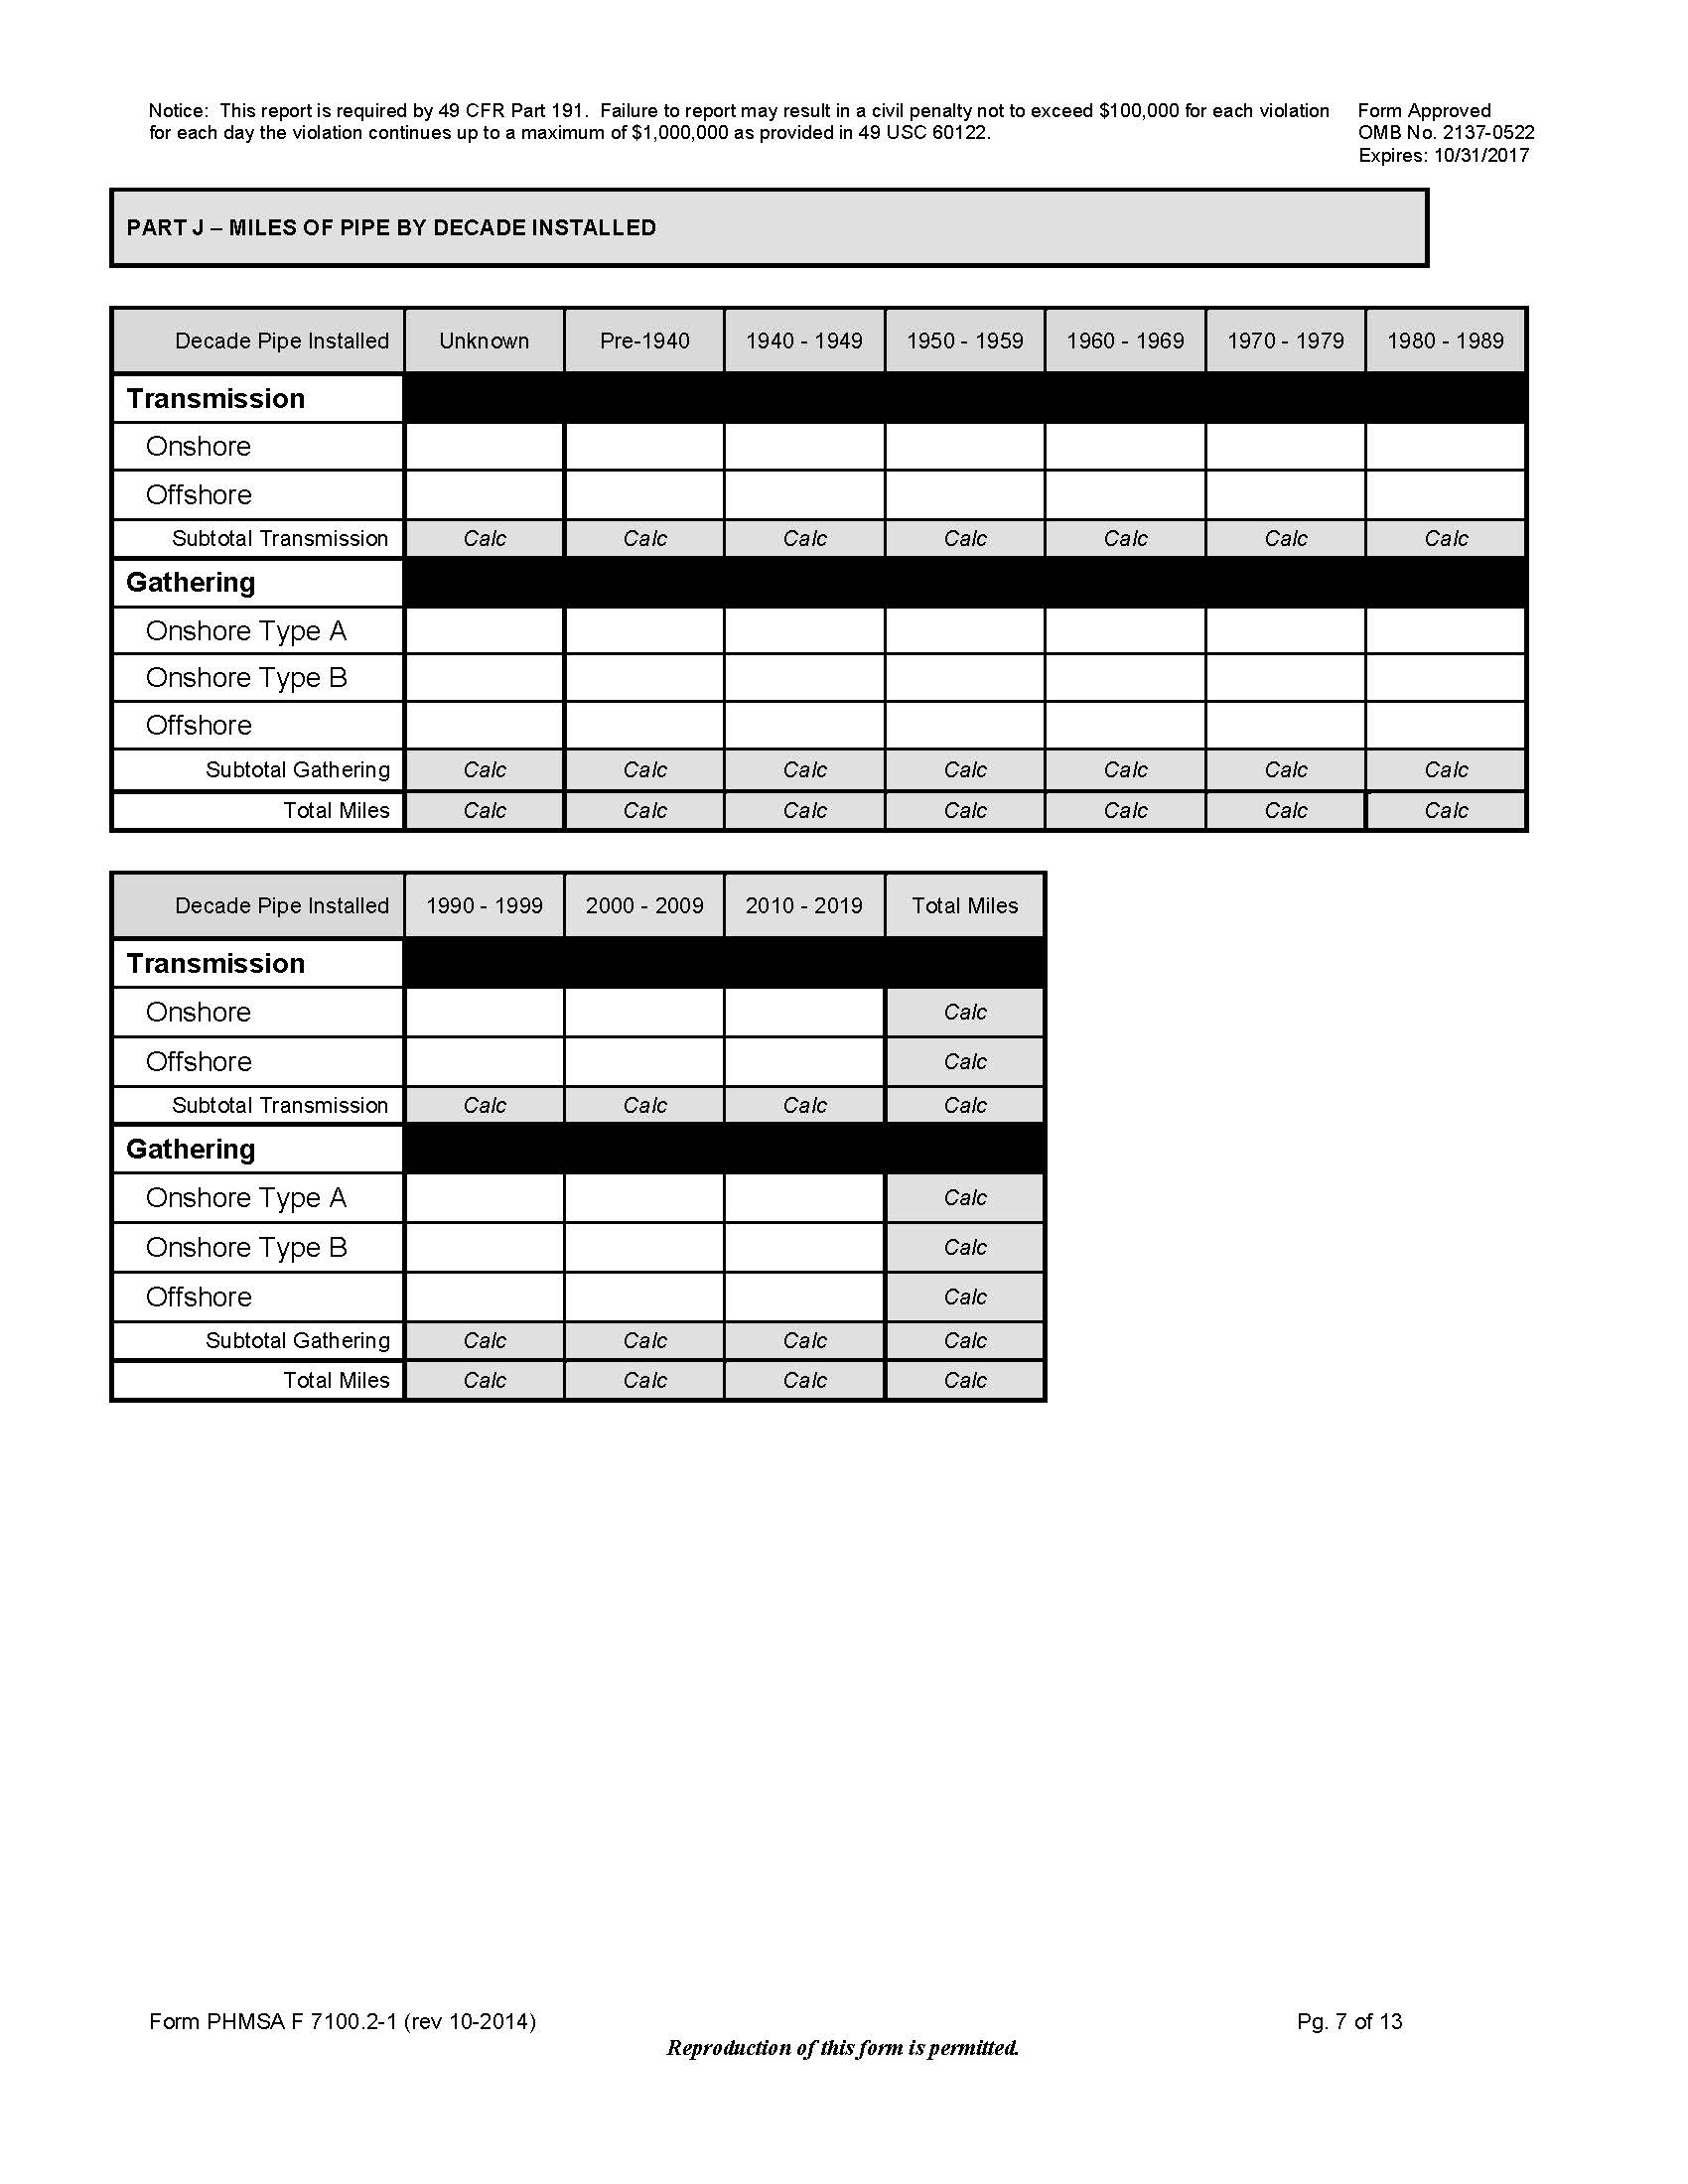 Notice:  This report is required by 49 CFR Part 191.  Failure to report may result in a civil penalty not to exceed $100,000 for each violation    Form Approved
for each day the violation continues up to a maximum of $1,000,000 as provided in 49 USC 60122.    OMB No. 2137-0522
Expires: 10/31/2017
PART J – MILES OF PIPE BY DECADE INSTALLED
Decade Pipe Installed    Unknown    Pre-1940    1940 - 1949    1950 - 1959    1960 - 1969    1970 - 1979    1980 - 1989
Transmission
Onshore
Offshore
Subtotal Transmission    Calc    Calc    Calc    Calc    Calc    Calc    Calc
Gathering
Onshore Type A
Onshore Type B
Offshore
Subtotal Gathering    Calc    Calc    Calc    Calc    Calc    Calc    Calc
Total Miles    Calc    Calc    Calc    Calc    Calc    Calc    Calc
Decade Pipe Installed    1990 - 1999    2000 - 2009    2010 - 2019    Total Miles
Transmission
Onshore    Calc
Offshore    Calc
Subtotal Transmission    Calc    Calc    Calc    Calc
Gathering
Onshore Type A    Calc
Onshore Type B    Calc
Offshore    Calc
Subtotal Gathering    Calc    Calc    Calc    Calc
Total Miles    Calc    Calc    Calc    Calc
Form PHMSA F 7100.2-1 (rev 10-2014)    Pg. 7 of 13
Reproduction of this form is permitted.